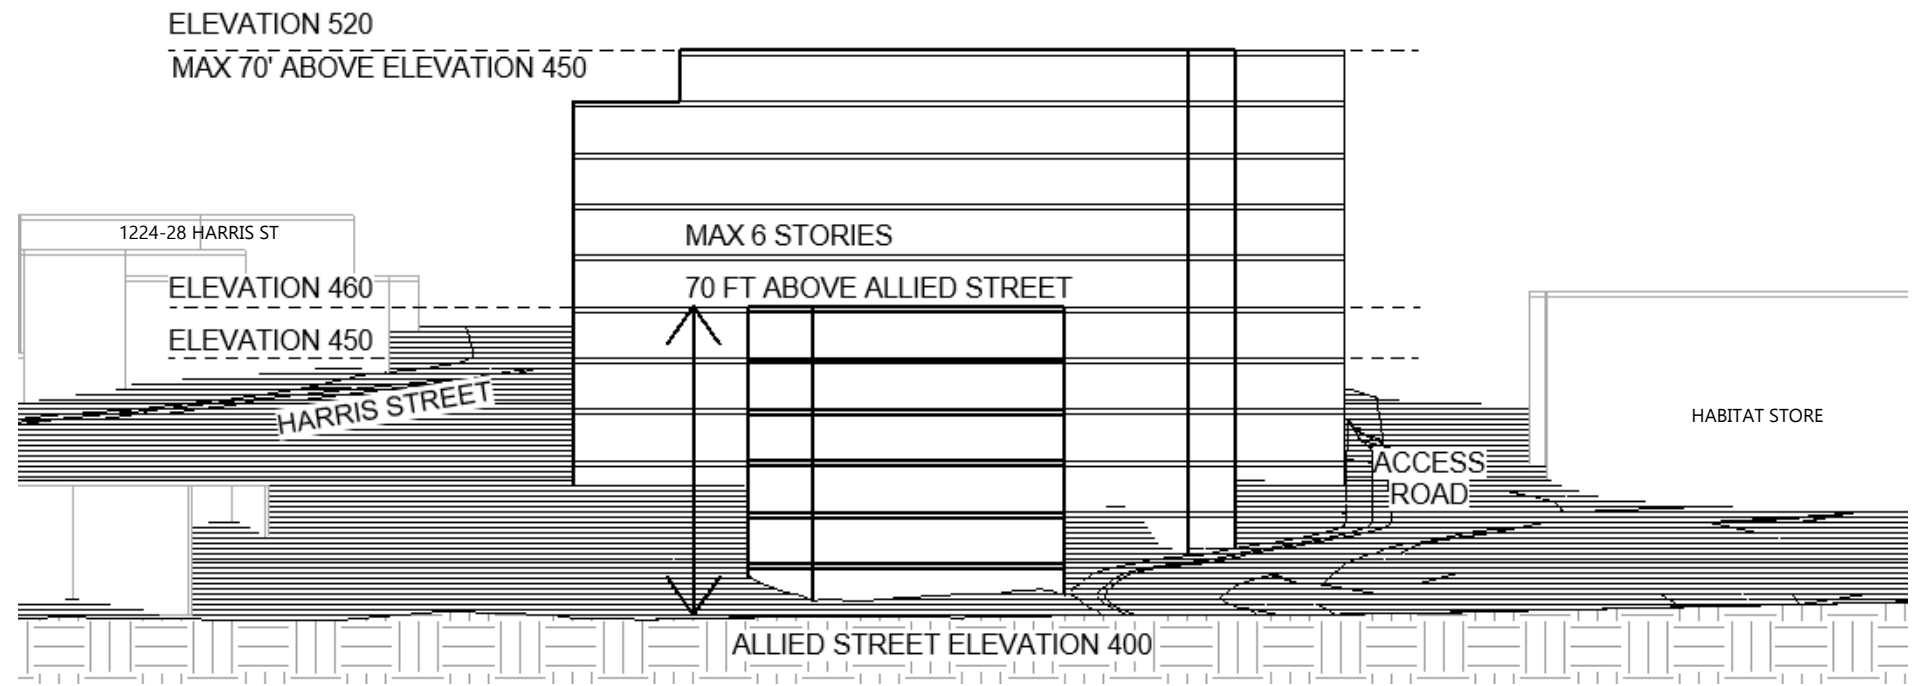 ELEVATION 520
MAX 70' ABOVE ELEVATION 450
1224-28 HARRIS ST
MAX 6 STORIES
ELEVATION 460
70 FT ABOVE ALLIED STREET
ELEVATION 450
HARRIS STREET
HABITAT STORE
ACCESS
ROAD
ALLIED STREET ELEVATION 400